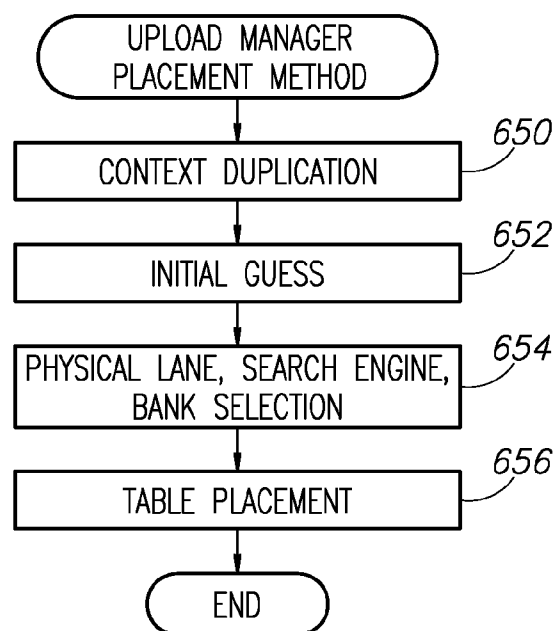 UPLOAD MANAGER
PLACEMENT METHOD
650
CONTEXT DUPLICATION
652
INITIAL GUESS
654
PHYSICAL LANE, SEARCH ENGINE,
BANK SELECTION
656
TABLE PLACEMENT
END